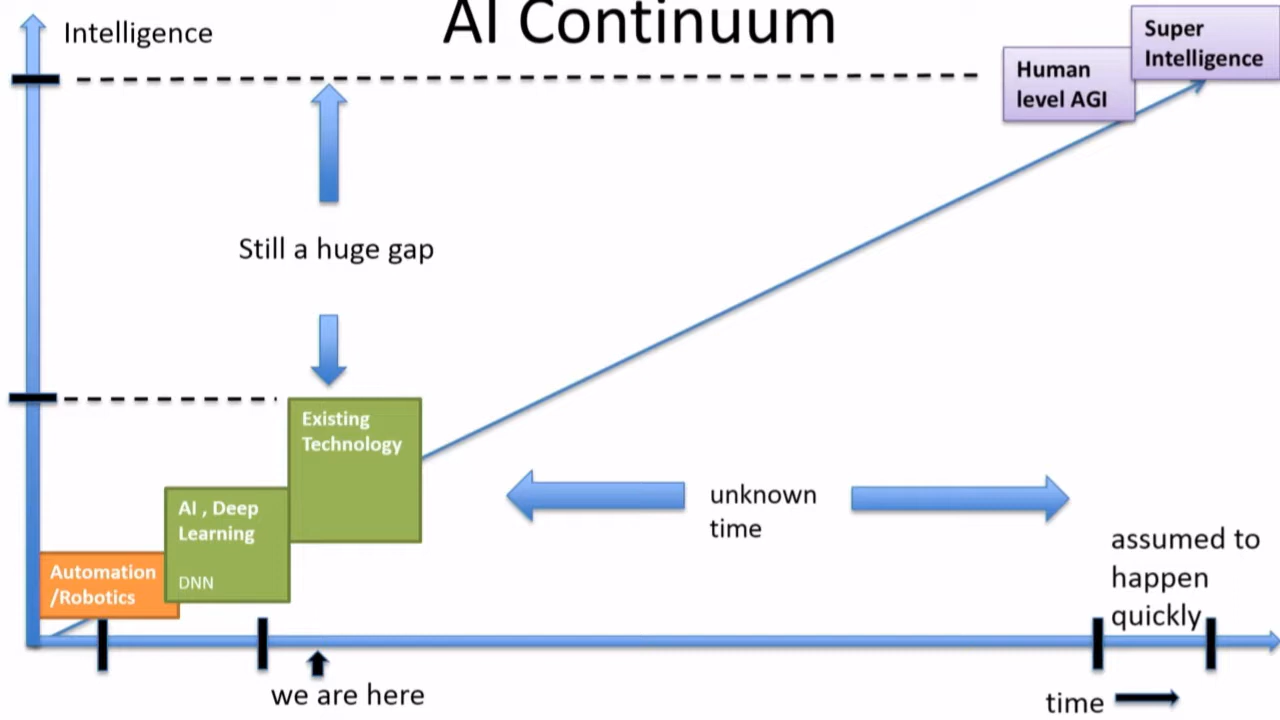 AI Continuum
Intelligence
Super
Intelligence
Human
level AGI
Still a huge gap
Existing
Technology
AI , Deep
Learning
DNN
Automation
/Robotics
unknown
time
assumed to
happen
quickly
we are here
time